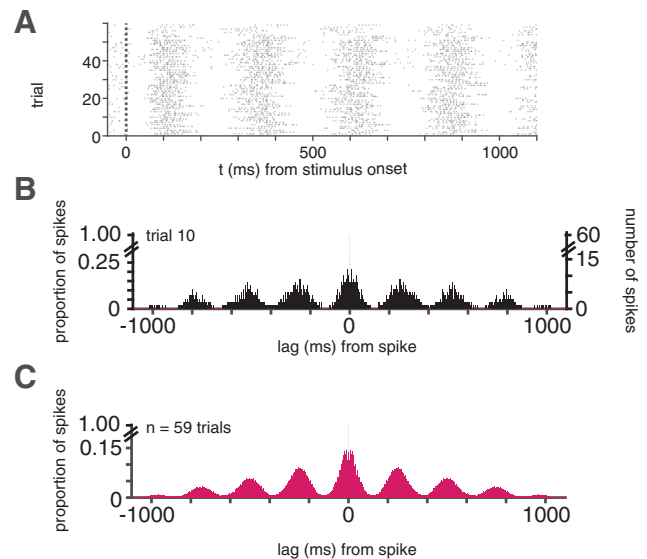 A
trial
40
20
0
0 500 1000
t (ms) from stimulus onset
B
proportion of spikes
1.00
0.25
0
trial 10
60
15
0
number of spikes
-1000 0 1000
lag (ms) from spike
C
proportion of spikes
1.00
0.15
0
n = 59 trials
-1000 0 1000
lag (ms) from spike